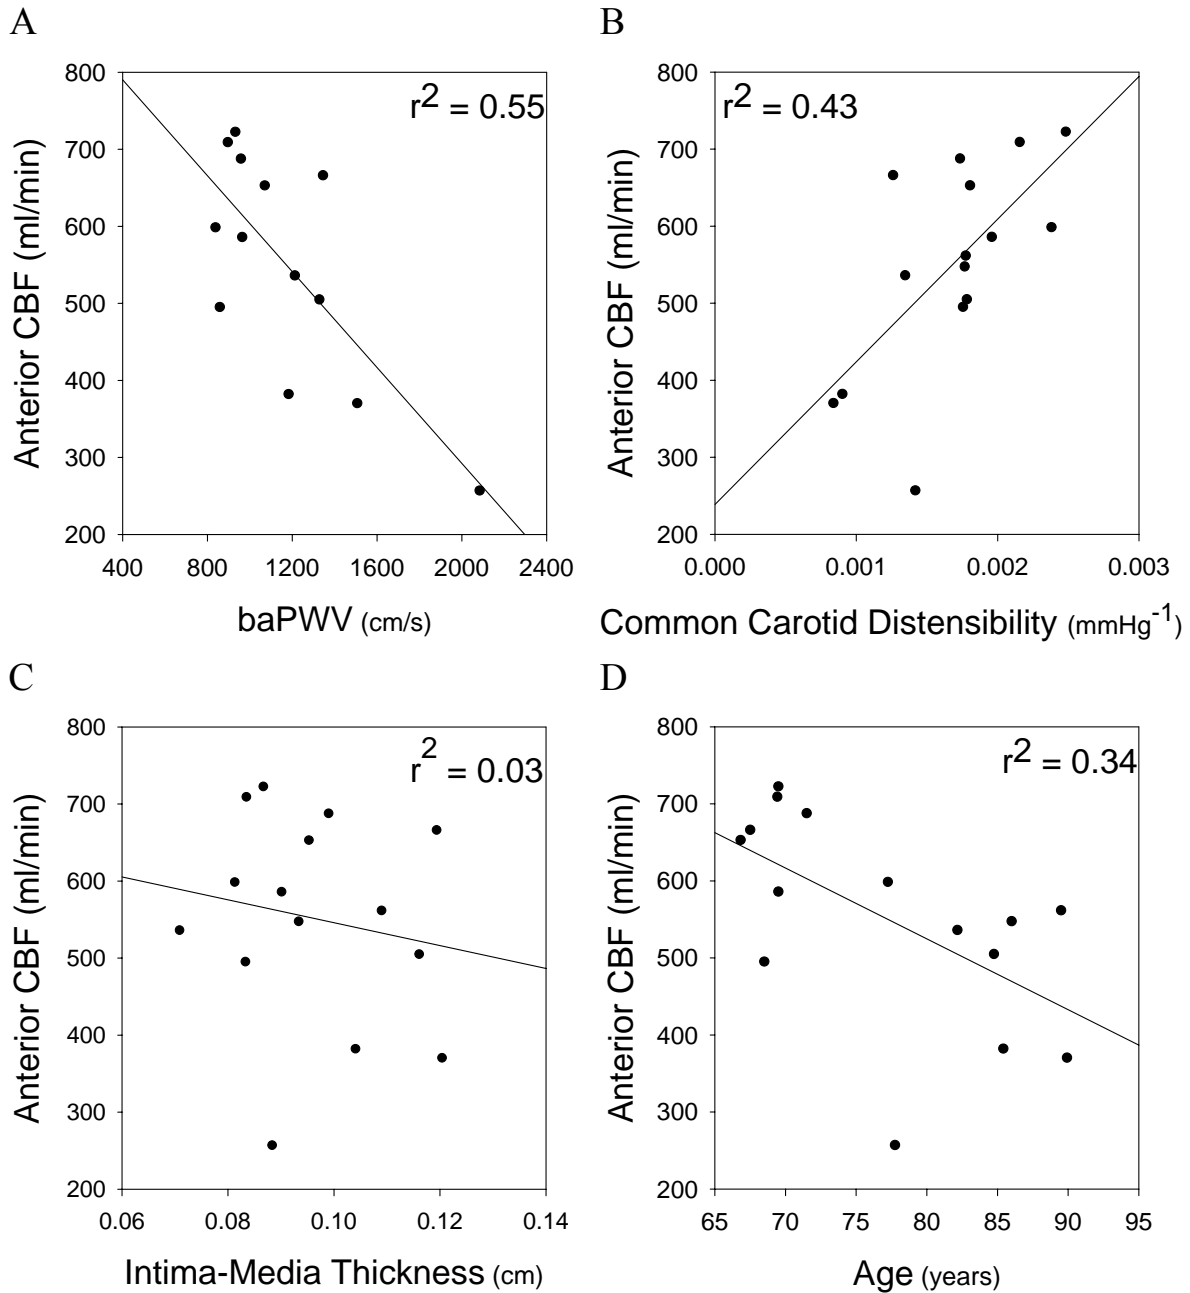 A
800
700
600
500
400
300
200
Anterior CBF (ml/min)
r² = 0.55
400 800 1200 1600 2000 2400
baPWV (cm/s)
B
800
700
600
500
400
300
200
Anterior CBF (ml/min)
r² = 0.43
0.000 0.001 0.002 0.003
Common Carotid Distensibility (mmHg⁻¹)
C
800
700
600
500
400
300
200
Anterior CBF (ml/min)
r² = 0.03
0.06 0.08 0.10 0.12 0.14
Intima-Media Thickness (cm)
D
800
700
600
500
400
300
200
Anterior CBF (ml/min)
r² = 0.34
65 70 75 80 85 90 95
Age (years)